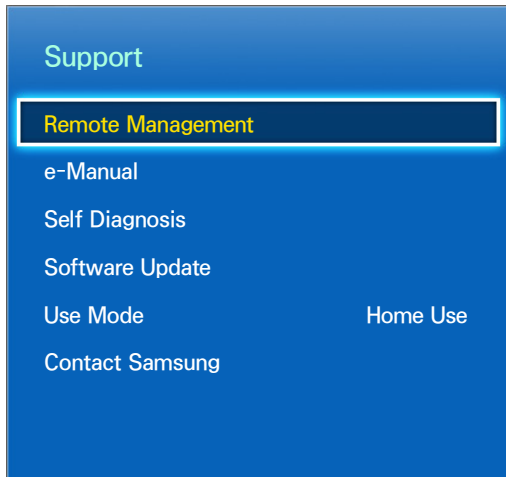 Support
Remote Management
e-Manual
Self Diagnosis
Software Update
Use Mode Home Use
Contact Samsung